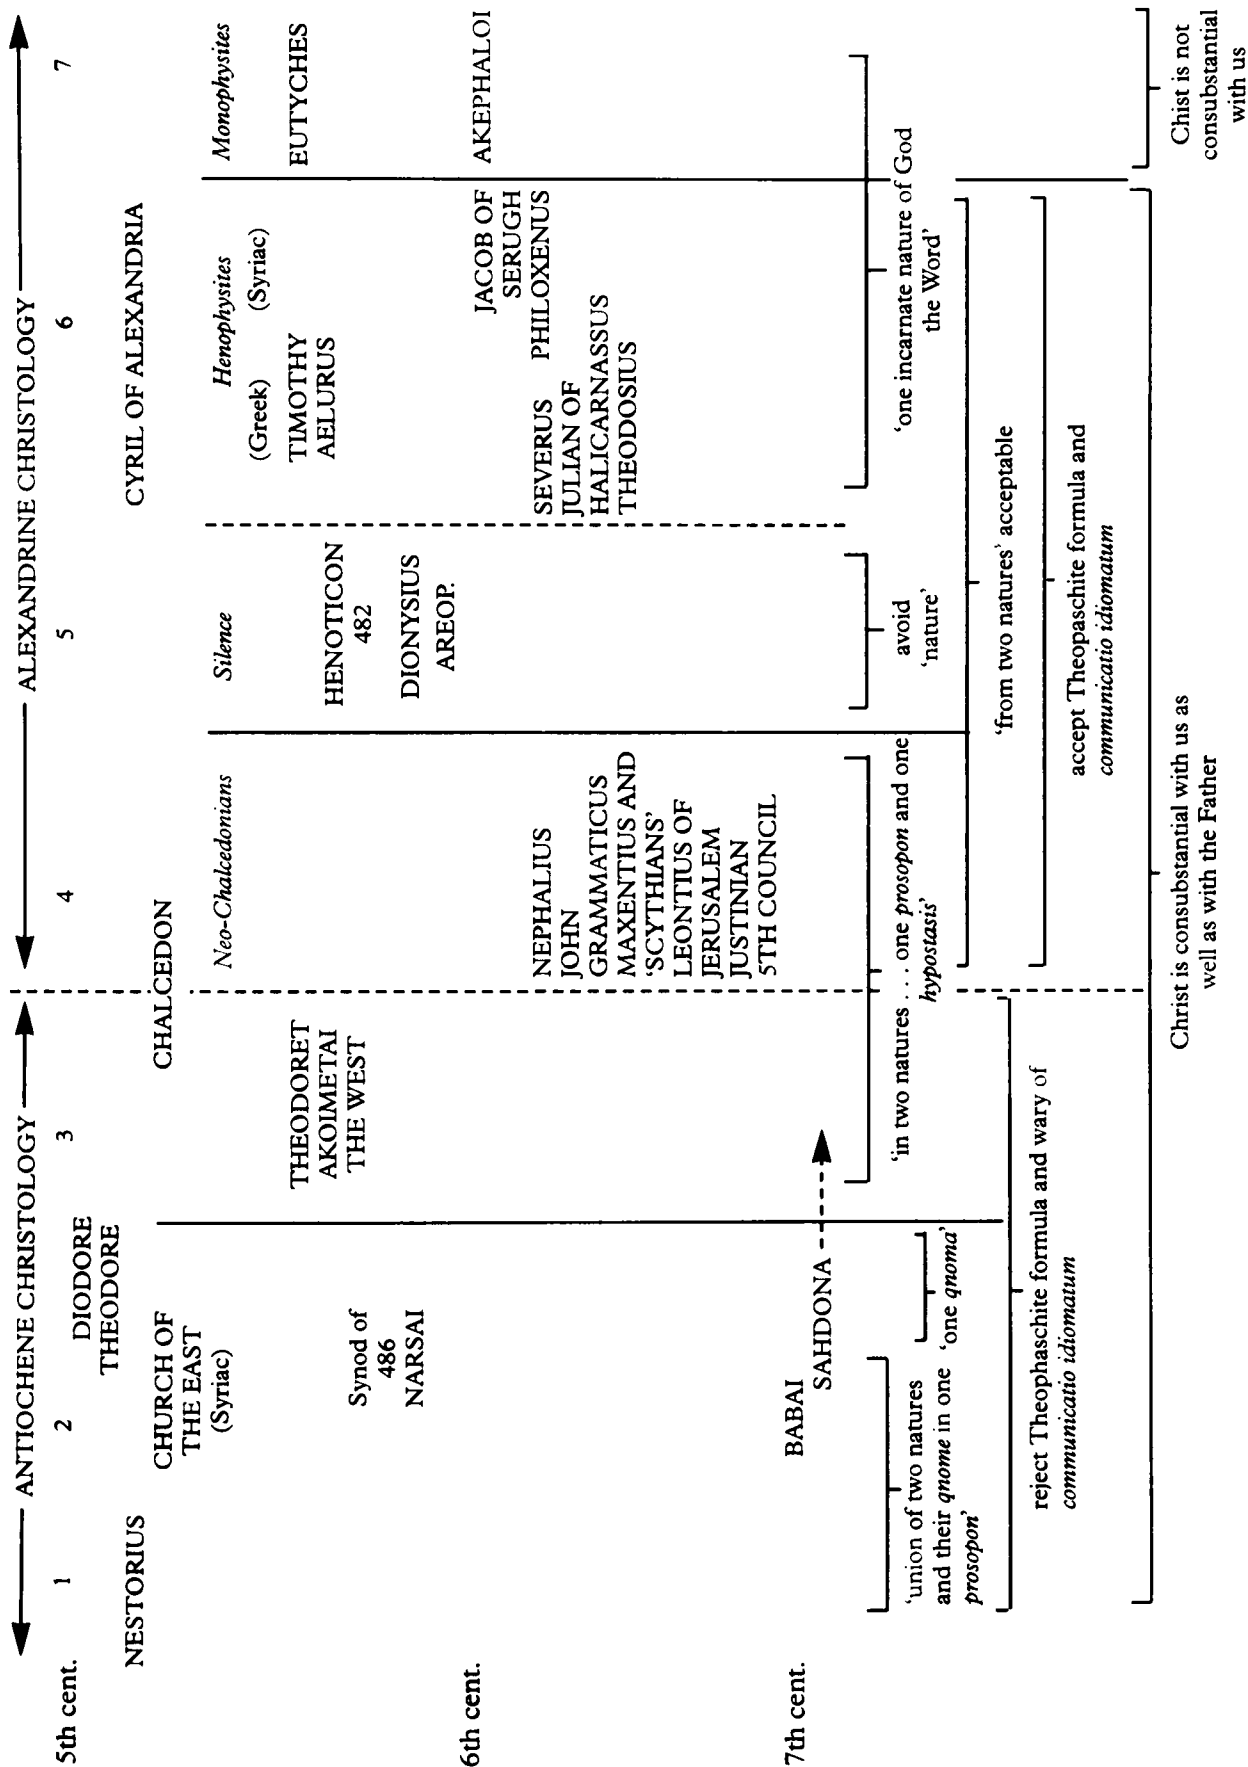 ANTIOCHENE CHRISTOLOGY
ALEXANDRINE CHRISTOLOGY
5th cent.
1
2
3
4
5
6
7
NESTORIUS
DIODORE
THEODORE
CHALCEDON
CYRIL OF ALEXANDRIA
CHURCH OF
THE EAST
(Syriac)
Neo-Chalcedonians
Silence
Henophysites
(Greek)
(Syriac)
Monophysites
Synod of
486
NARSAI
THEODORET
AKOIMETAI
THE WEST
HENOTICON
482
DIONYSIUS
AREOP.
TIMOTHY
AELURUS
EUTYCHES
6th cent.
NEPHALIUS
JOHN
GRAMMATICUS
MAXENTIUS AND
‘SCYTHIANS’
LEONTIUS OF
JERUSALEM
JUSTINIAN
5TH COUNCIL
SEVERUS
JULIAN OF
HALICARNASSUS
THEODOSIUS
JACOB OF
SERUGH
PHILOXENUS
AKEPHALOI
7th cent.
BABAI
SAHDONA
‘union of two natures
and their qnome in one
prosopon’
‘one qnoma’
‘in two natures . . . one prosopon and one
hypostasis’
avoid
‘nature’
‘one incarnate nature of God
the Word’
‘from two natures’ acceptable
reject Theophaschite formula and wary of
communicatio idiomatum
accept Theopaschite formula and
communicatio idiomatum
Christ is consubstantial with us as
well as with the Father
Chist is not
consubstantial
with us